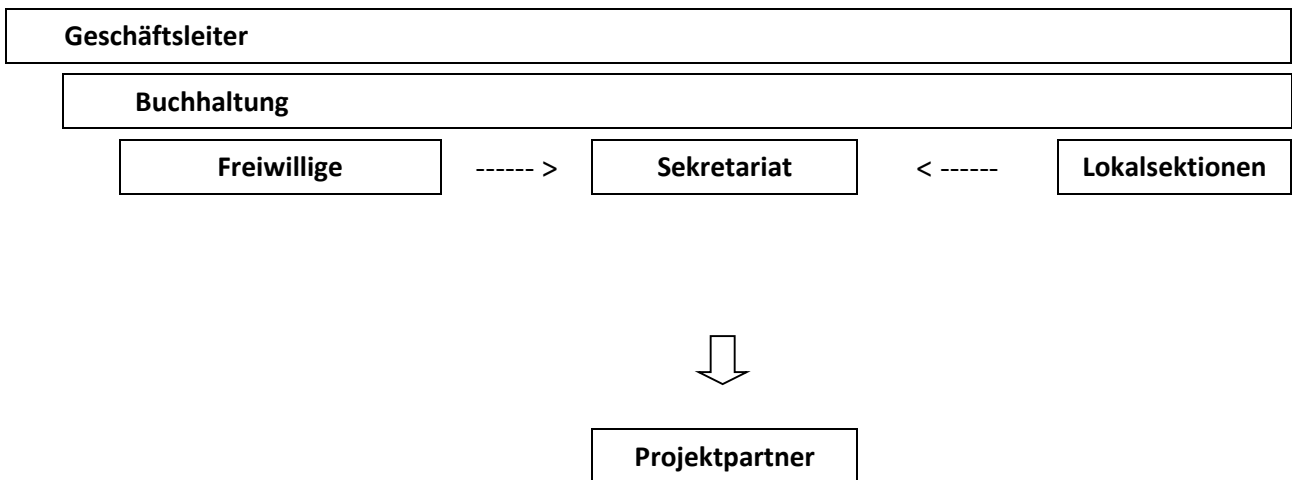 Geschäftsleiter
Buchhaltung
Freiwillige ------ > Sekretariat < ------ Lokalsektionen
Projektpartner